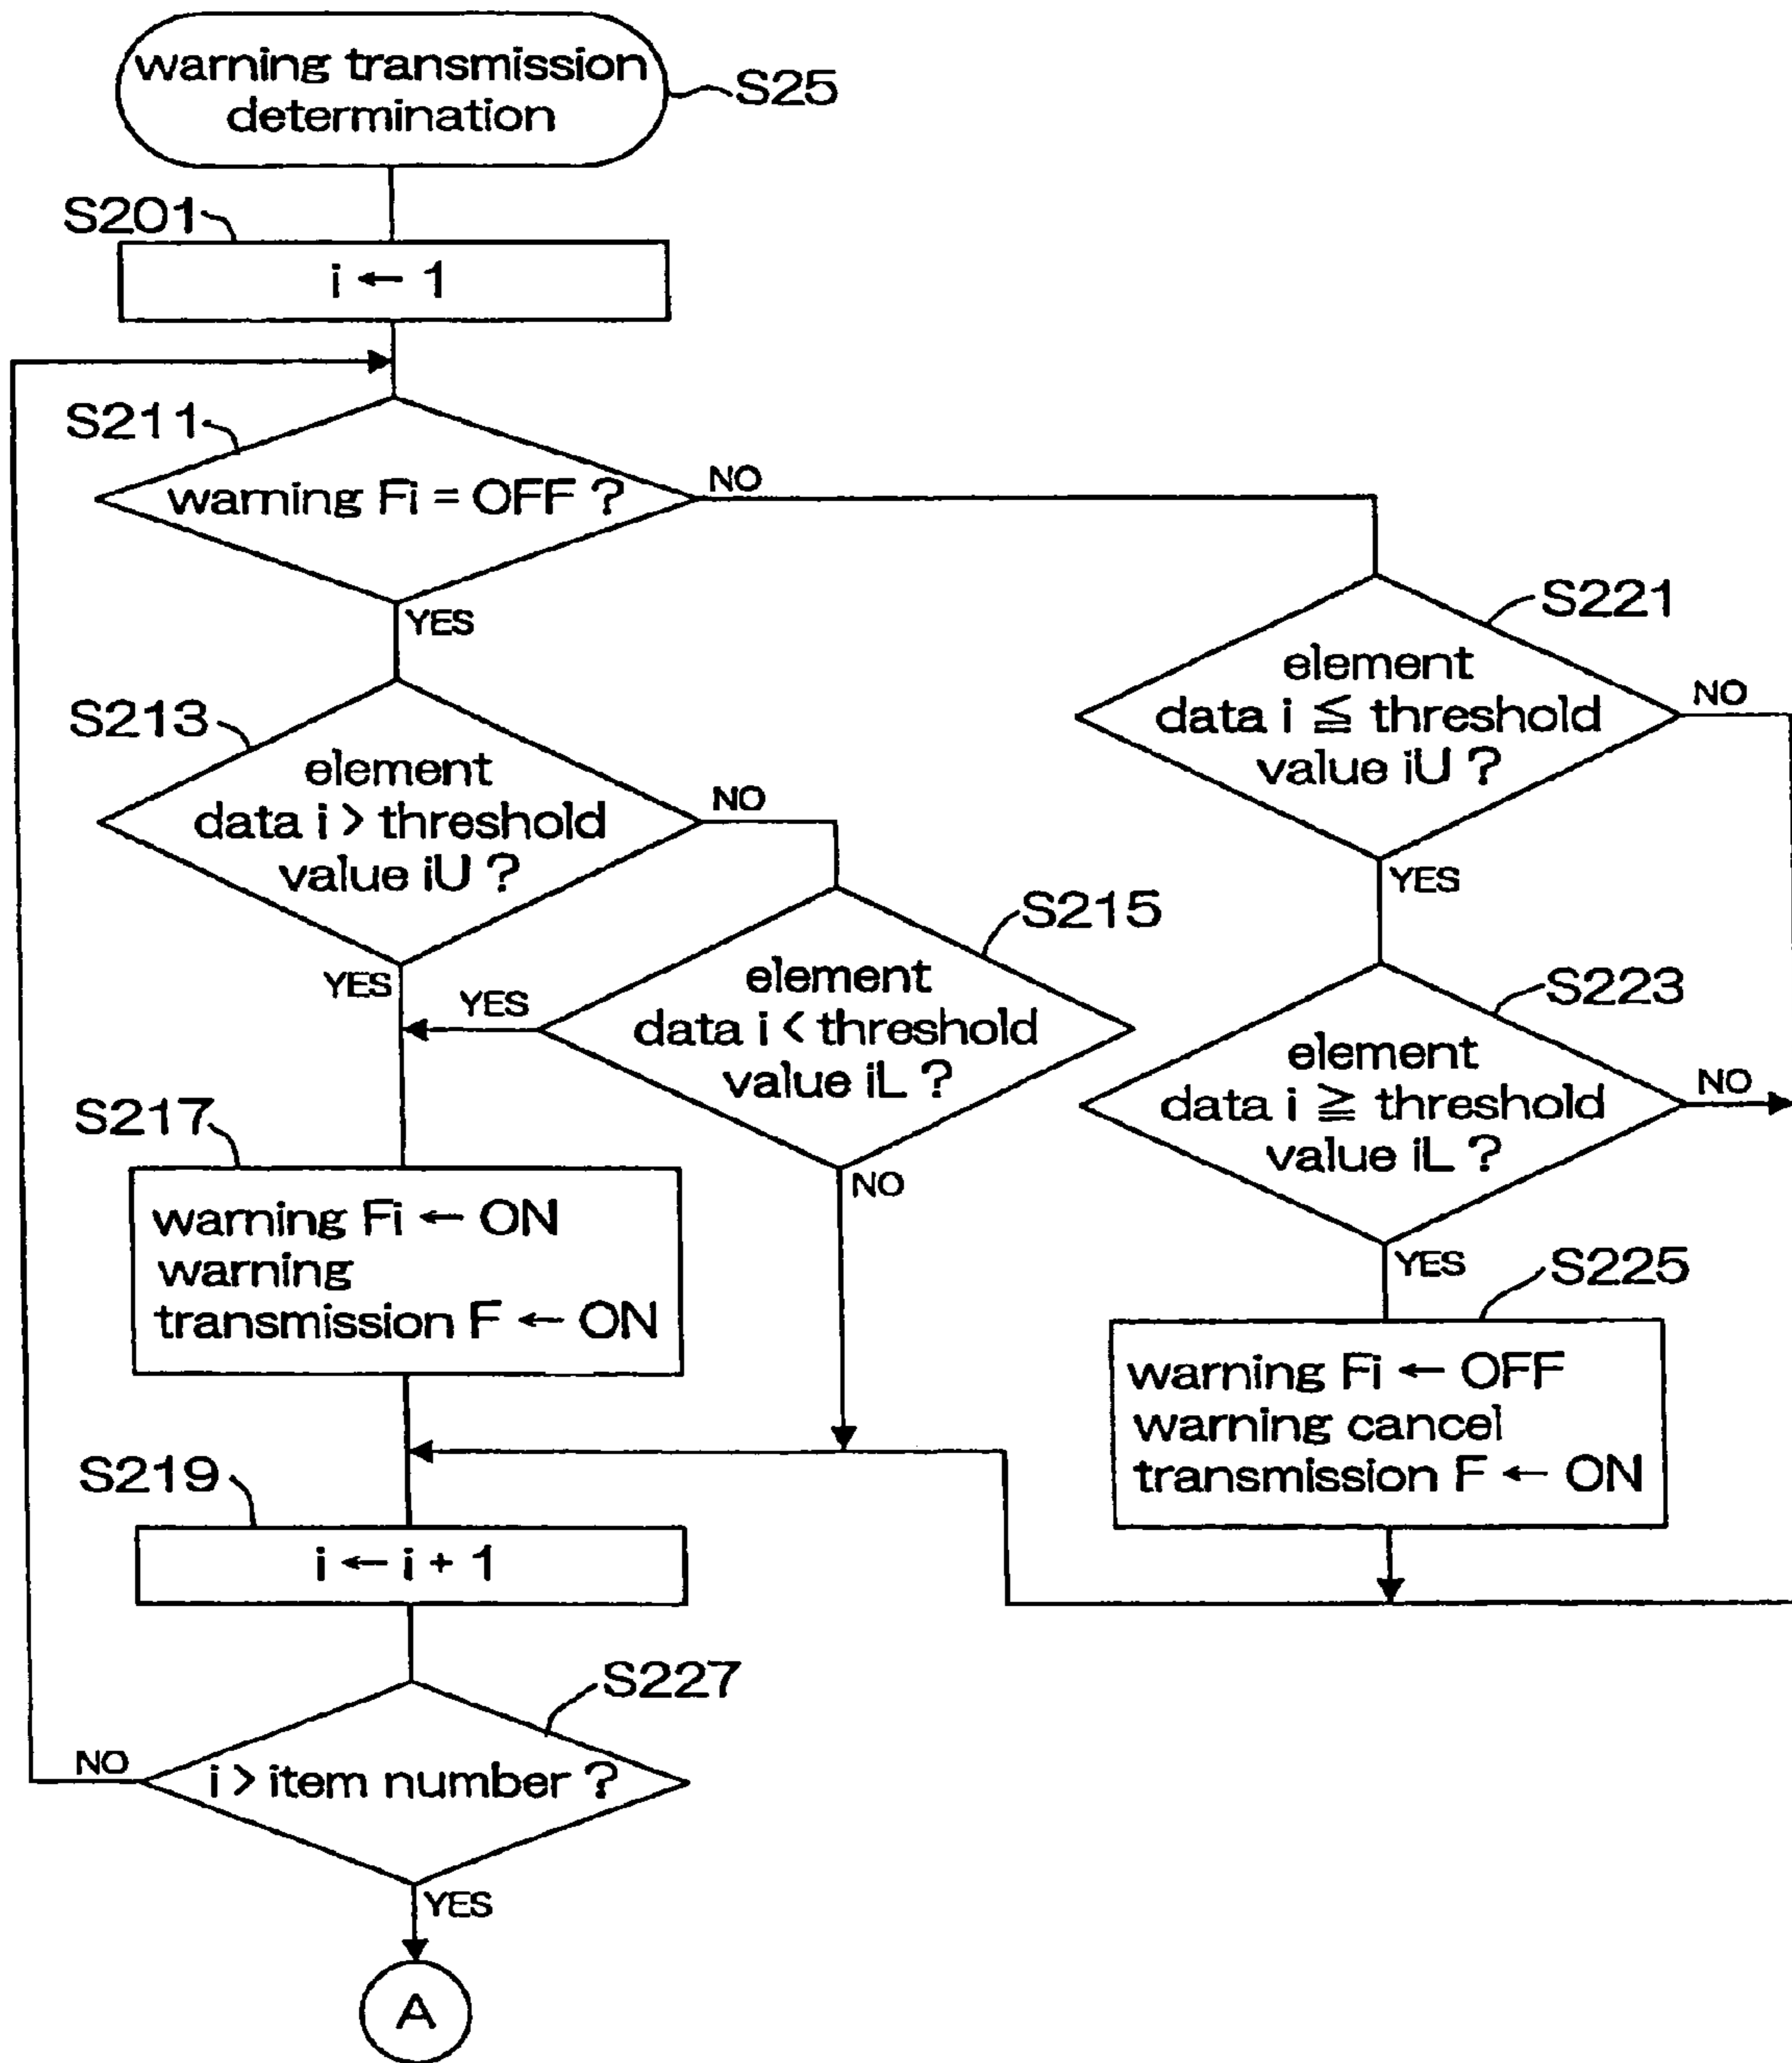 warning transmission
determination
S25
S201
i ← 1
S211
warning Fi = OFF ?
NO
YES
S213
element
data i > threshold
value iU ?
NO
YES
S215
element
data i < threshold
value iL ?
YES
NO
S217
warning Fi ← ON
warning
transmission F ← ON
S221
element
data i ≦ threshold
value iU ?
NO
YES
S223
element
data i ≧ threshold
value iL ?
NO
YES
S225
warning Fi ← OFF
warning cancel
transmission F ← ON
S219
i ← i + 1
S227
i > item number ?
NO
YES
A